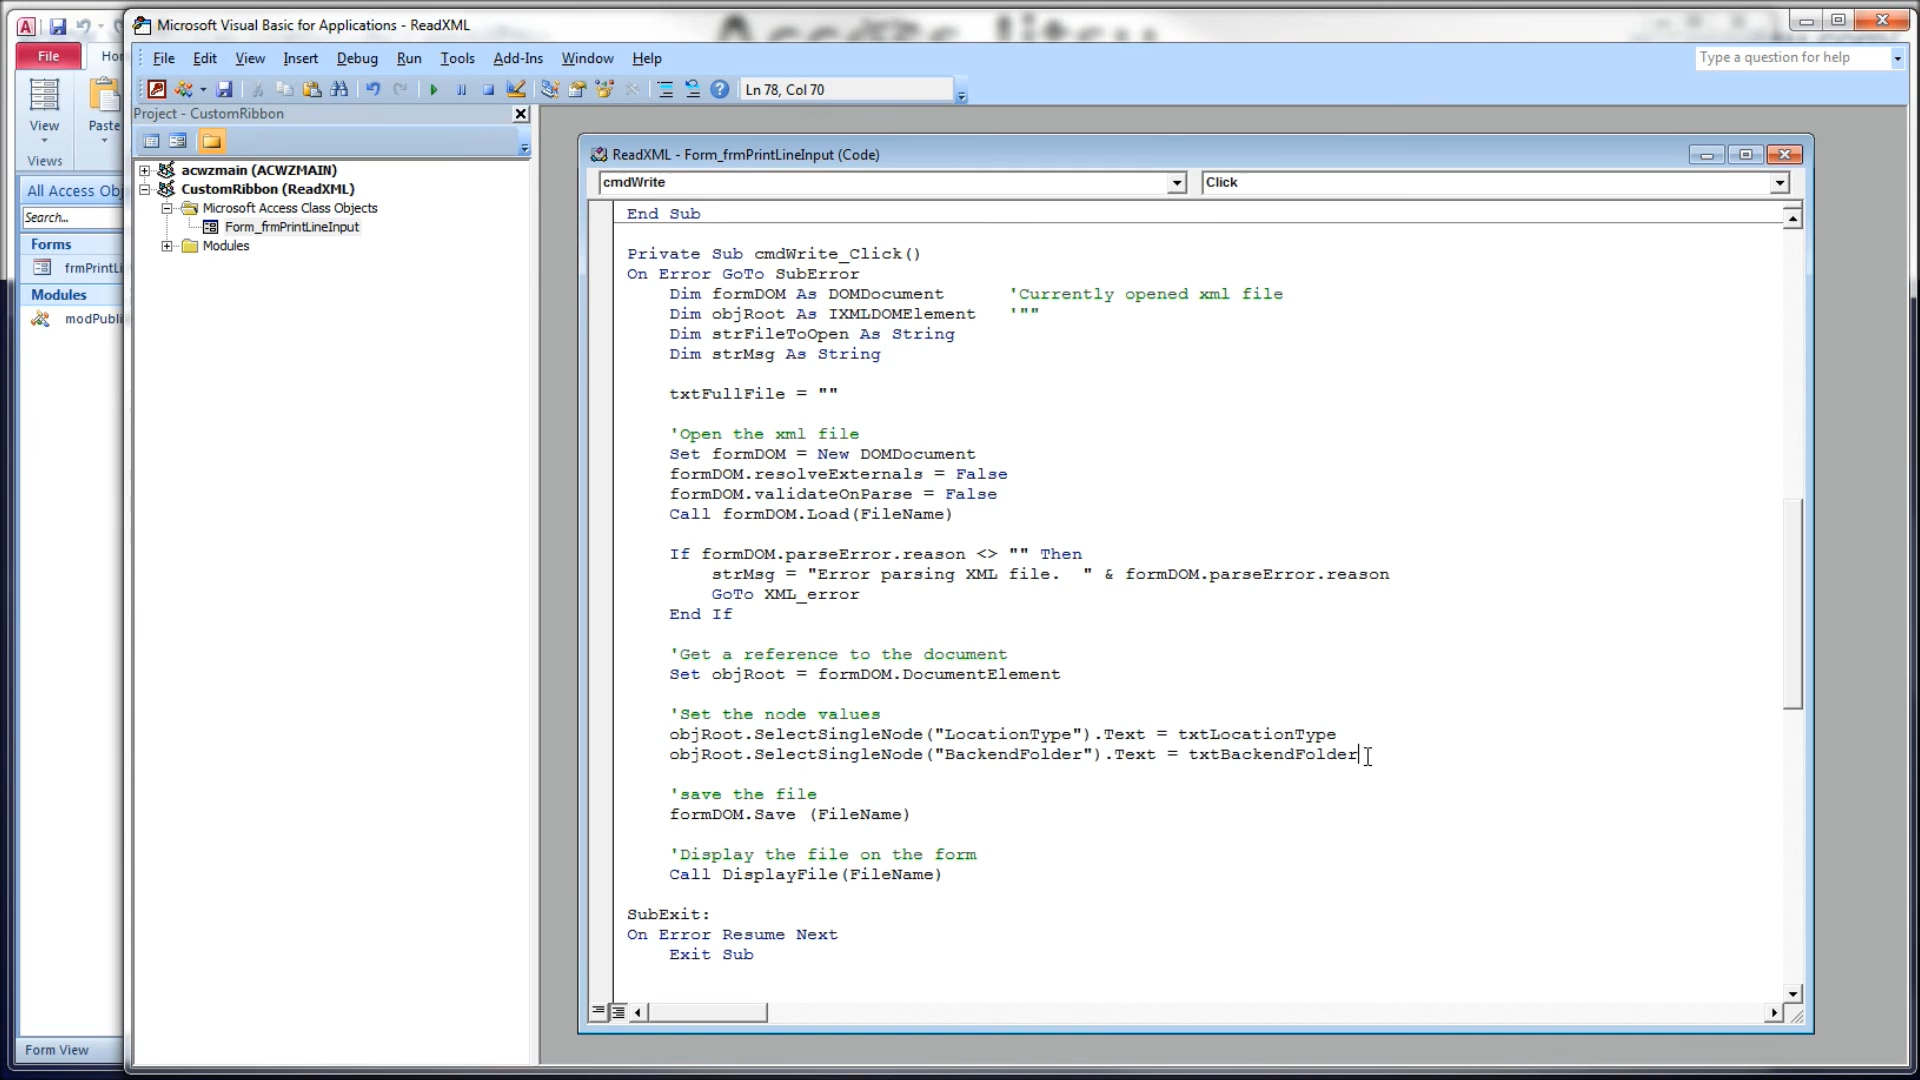 Microsoft Visual Basic for Applications - ReadXML
File Edit View Insert Debug Run Tools Add-Ins Window Help
Type a question for help
Ln 78, Col 70
File
View
Paste
Views
All Access Obj
Search...
Forms
frmPrintLi
Modules
modPubli
Form View
Project - CustomRibbon
acwzmain (ACWZMAIN)
CustomRibbon (ReadXML)
Microsoft Access Class Objects
Form_frmPrintLineInput
Modules
ReadXML - Form_frmPrintLineInput (Code)
cmdWrite
Click
End Sub
Private Sub cmdWrite_Click()
On Error GoTo SubError
Dim formDOM As DOMDocument 'Currently opened xml file
Dim objRoot As IXMLDOMElement '""
Dim strFileToOpen As String
Dim strMsg As String
txtFullFile = ""
'Open the xml file
Set formDOM = New DOMDocument
formDOM.resolveExternals = False
formDOM.validateOnParse = False
Call formDOM.Load(FileName)
If formDOM.parseError.reason <> "" Then
strMsg = "Error parsing XML file.  " & formDOM.parseError.reason
GoTo XML_error
End If
'Get a reference to the document
Set objRoot = formDOM.DocumentElement
'Set the node values
objRoot.SelectSingleNode("LocationType").Text = txtLocationType
objRoot.SelectSingleNode("BackendFolder").Text = txtBackendFolder
'save the file
formDOM.Save (FileName)
'Display the file on the form
Call DisplayFile(FileName)
SubExit:
On Error Resume Next
Exit Sub